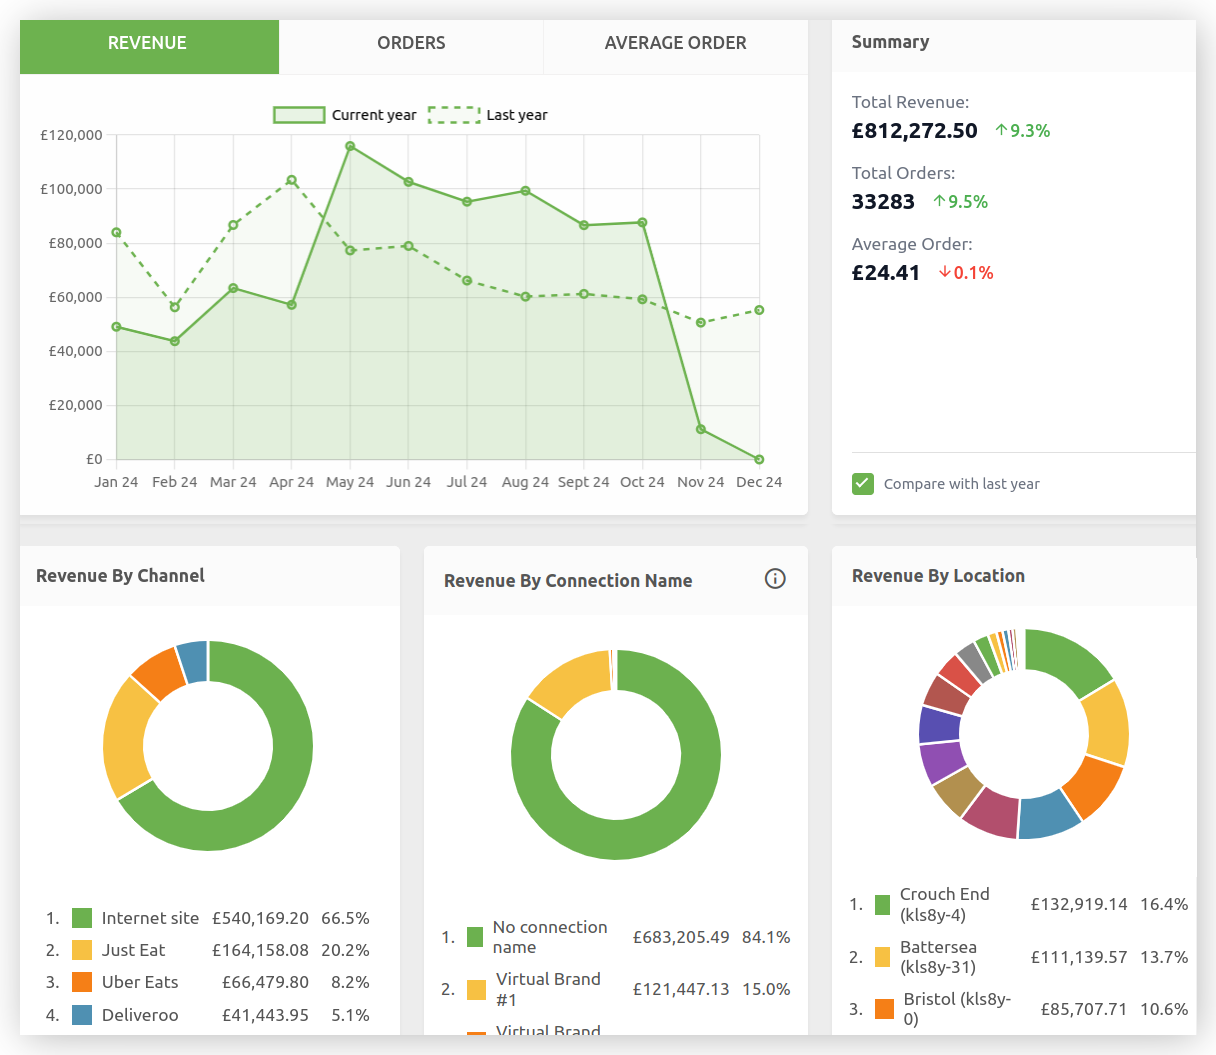 REVENUE ORDERS AVERAGE ORDER
Current year Last year
£120,000
£100,000
£80,000
£60,000
£40,000
£20,000
£0
Jan 24 Feb 24 Mar 24 Apr 24 May 24 Jun 24 Jul 24 Aug 24 Sept 24 Oct 24 Nov 24 Dec 24
Summary
Total Revenue:
£812,272.50 ↑9.3%
Total Orders:
33283 ↑9.5%
Average Order:
£24.41 ↓0.1%
Compare with last year
Revenue By Channel
1. Internet site £540,169.20 66.5%
2. Just Eat £164,158.08 20.2%
3. Uber Eats £66,479.80 8.2%
4. Deliveroo £41,443.95 5.1%
Revenue By Connection Name
1. No connection
name £683,205.49 84.1%
2. Virtual Brand
#1 £121,447.13 15.0%
Virtual Brand
Revenue By Location
1. Crouch End
(kls8y-4) £132,919.14 16.4%
2. Battersea
(kls8y-31) £111,139.57 13.7%
3. Bristol (kls8y-
0) £85,707.71 10.6%